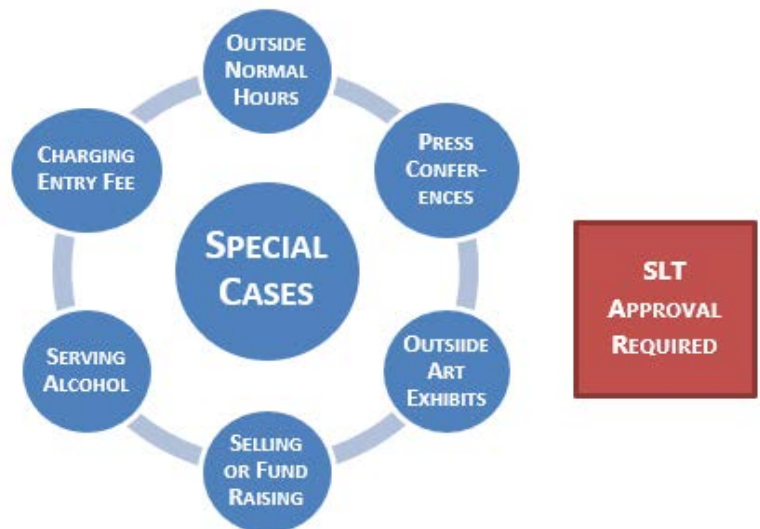 OUTSIDE
NORMAL
HOURS
PRESS
CONFER-
ENCES
OUTSIIDE
ART
EXHIBITS
SELLING
OR FUND
RAISING
SERVING
ALCOHOL
CHARGING
ENTRY FEE
SPECIAL
CASES
SLT
APPROVAL
REQUIRED